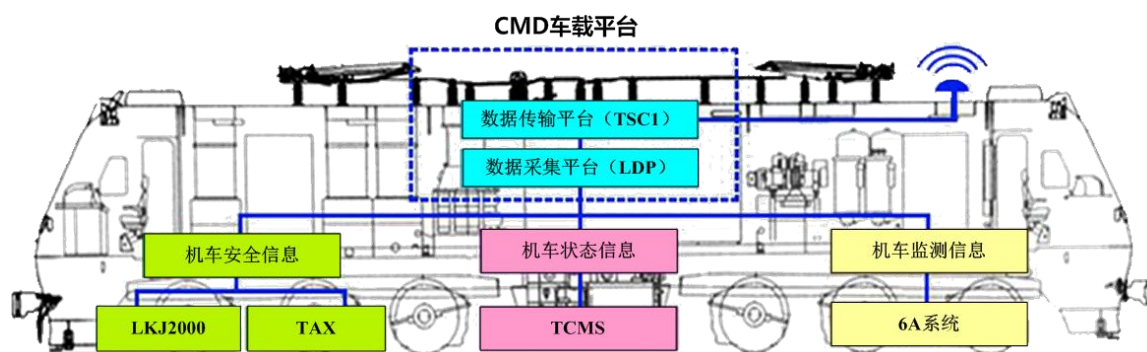 CMD车载平台
数据传输平台（TSC1）
数据采集平台（LDP）
机车安全信息
机车状态信息
机车监测信息
LKJ2000
TAX
TCMS
6A系统